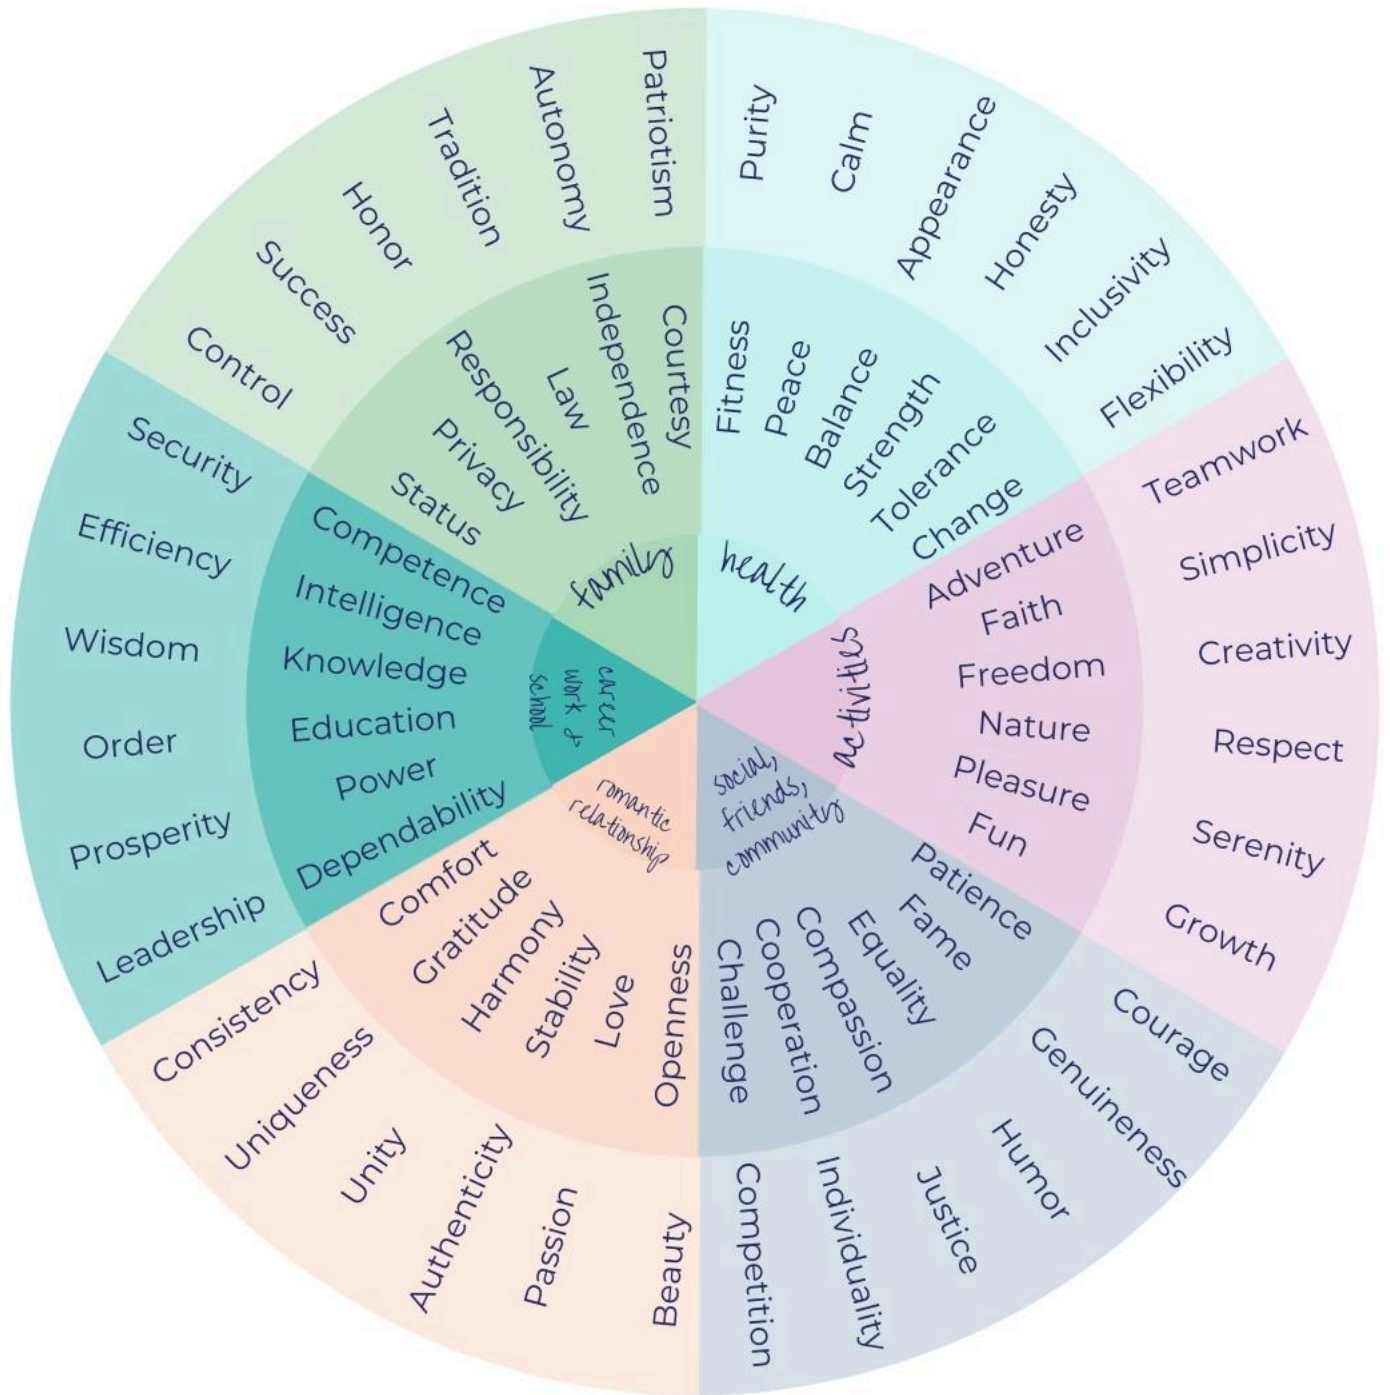 family
Courtesy
Independence
Law
Responsibility
Privacy
Status
Patriotism
Autonomy
Tradition
Honor
Success
Control
health
Fitness
Peace
Balance
Strength
Tolerance
Change
Purity
Calm
Appearance
Honesty
Inclusivity
Flexibility
activities
Adventure
Faith
Freedom
Nature
Pleasure
Fun
Teamwork
Simplicity
Creativity
Respect
Serenity
Growth
social,
friends,
community
Patience
Fame
Equality
Compassion
Cooperation
Challenge
Courage
Genuineness
Humor
Justice
Individuality
Competition
romantic
relationship
Openness
Love
Stability
Harmony
Gratitude
Comfort
Beauty
Passion
Authenticity
Unity
Uniqueness
Consistency
career
work &
school
Competence
Intelligence
Knowledge
Education
Power
Dependability
Security
Efficiency
Wisdom
Order
Prosperity
Leadership